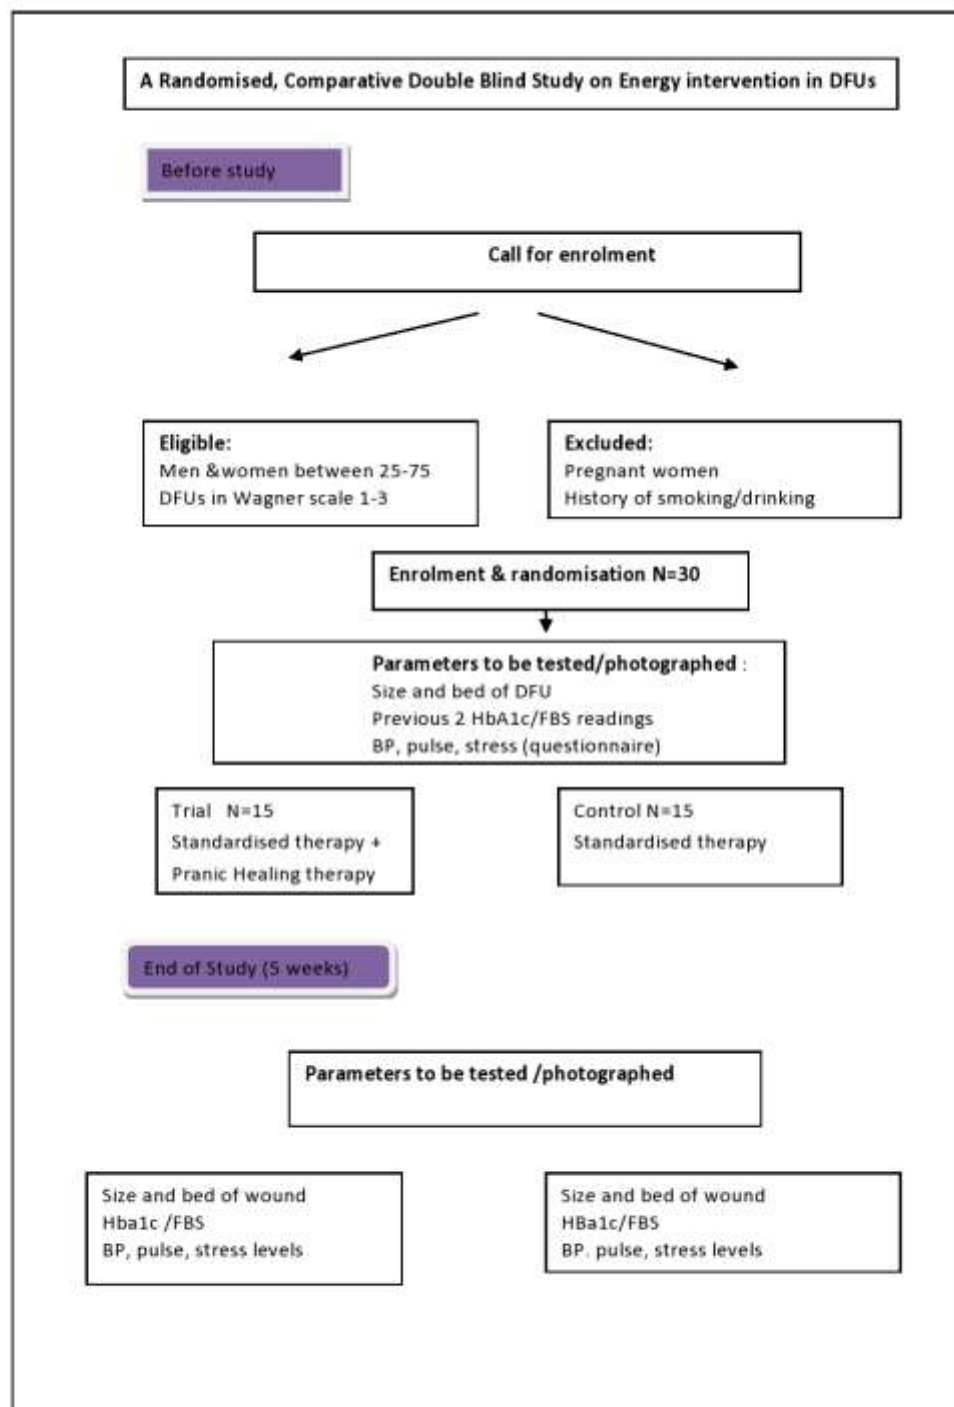 A Randomised, Comparative Double Blind Study on Energy intervention in DFUs
Before study
Call for enrolment
Eligible:
Men &women between 25-75
DFUs in Wagner scale 1-3
Excluded:
Pregnant women
History of smoking/drinking
Enrolment & randomisation N=30
Parameters to be tested/photographed :
Size and bed of DFU
Previous 2 HbA1c/FBS readings
BP, pulse, stress (questionnaire)
Trial N=15
Standardised therapy +
Pranic Healing therapy
Control N=15
Standardised therapy
End of Study (5 weeks)
Parameters to be tested /photographed
Size and bed of wound
Hba1c /FBS
BP, pulse, stress levels
Size and bed of wound
HBa1c/FBS
BP. pulse, stress levels